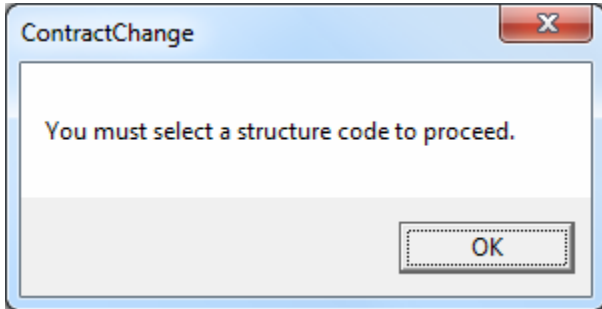 ContractChange
You must select a structure code to proceed.
OK